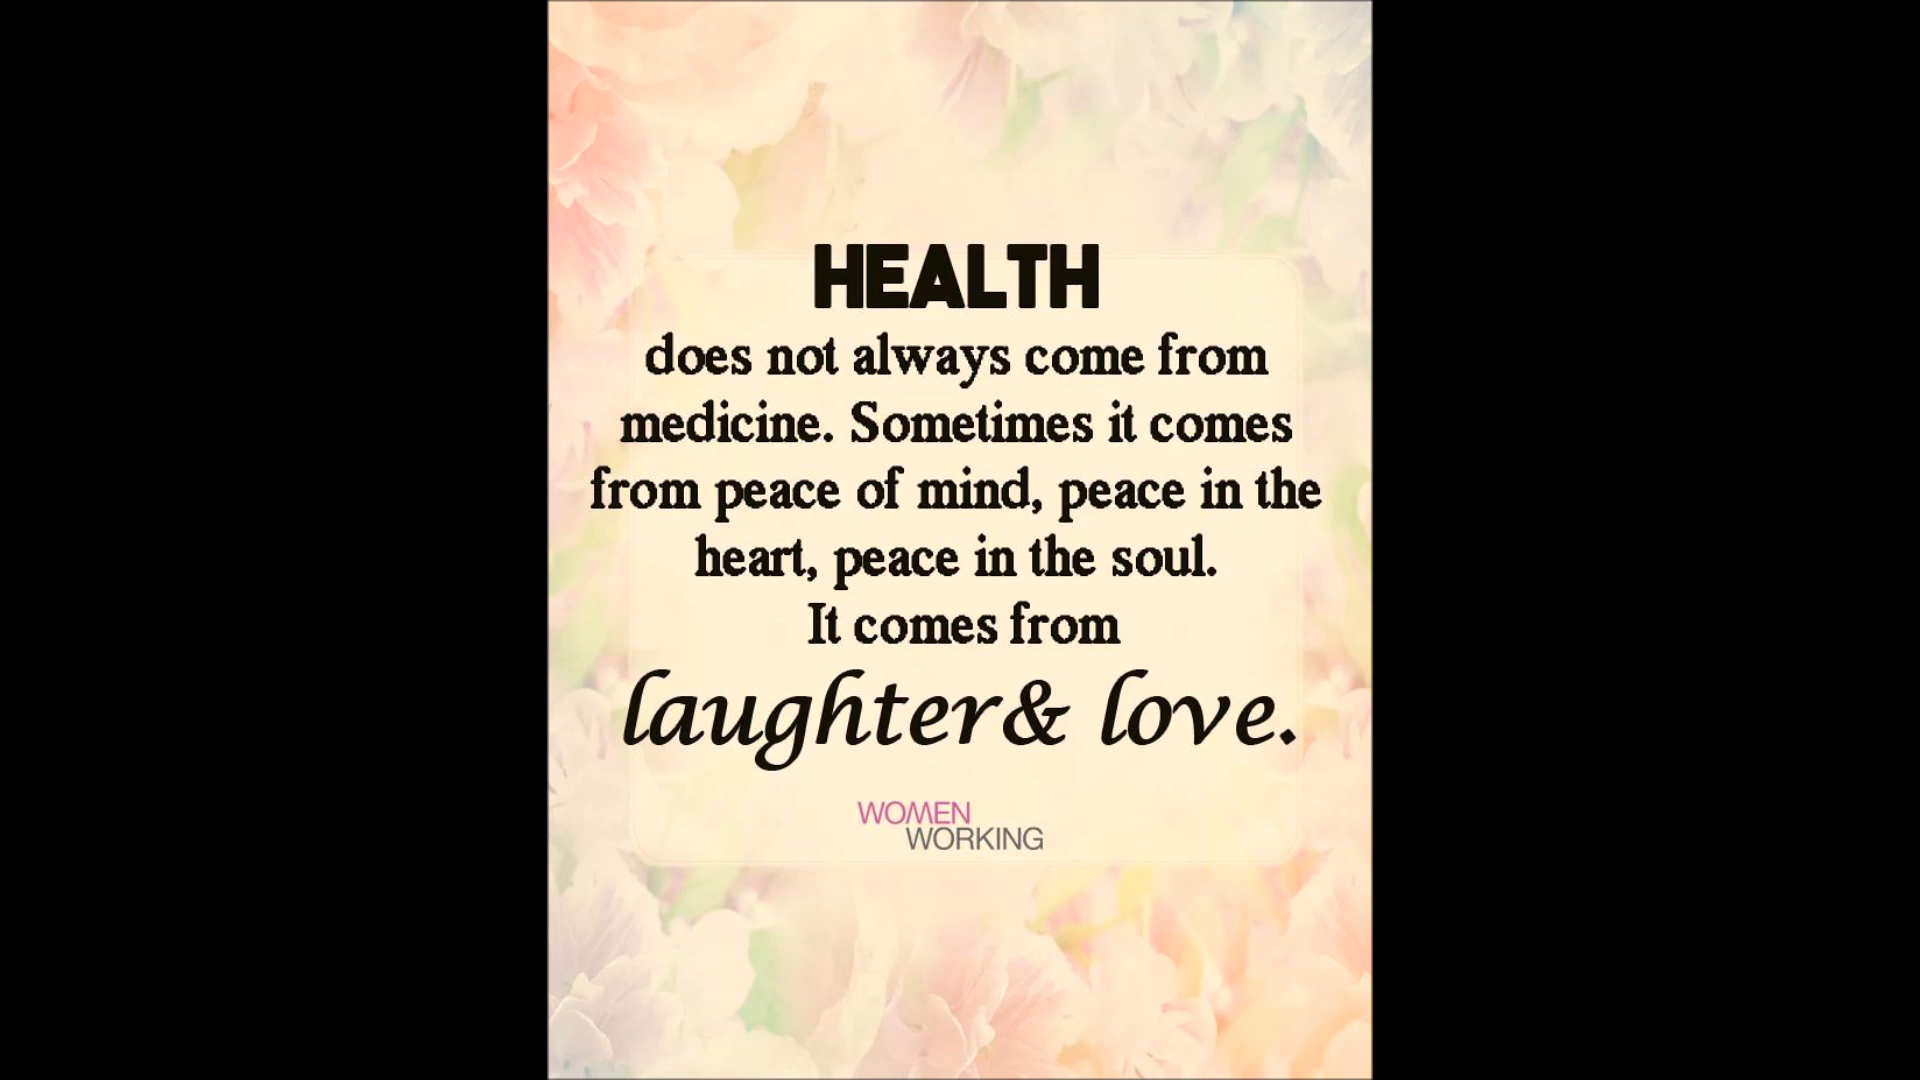 HEALTH
does not always come from
medicine. Sometimes it comes
from peace of mind, peace in the
heart, peace in the soul.
It comes from
laughter& love.
WOMEN
WORKING